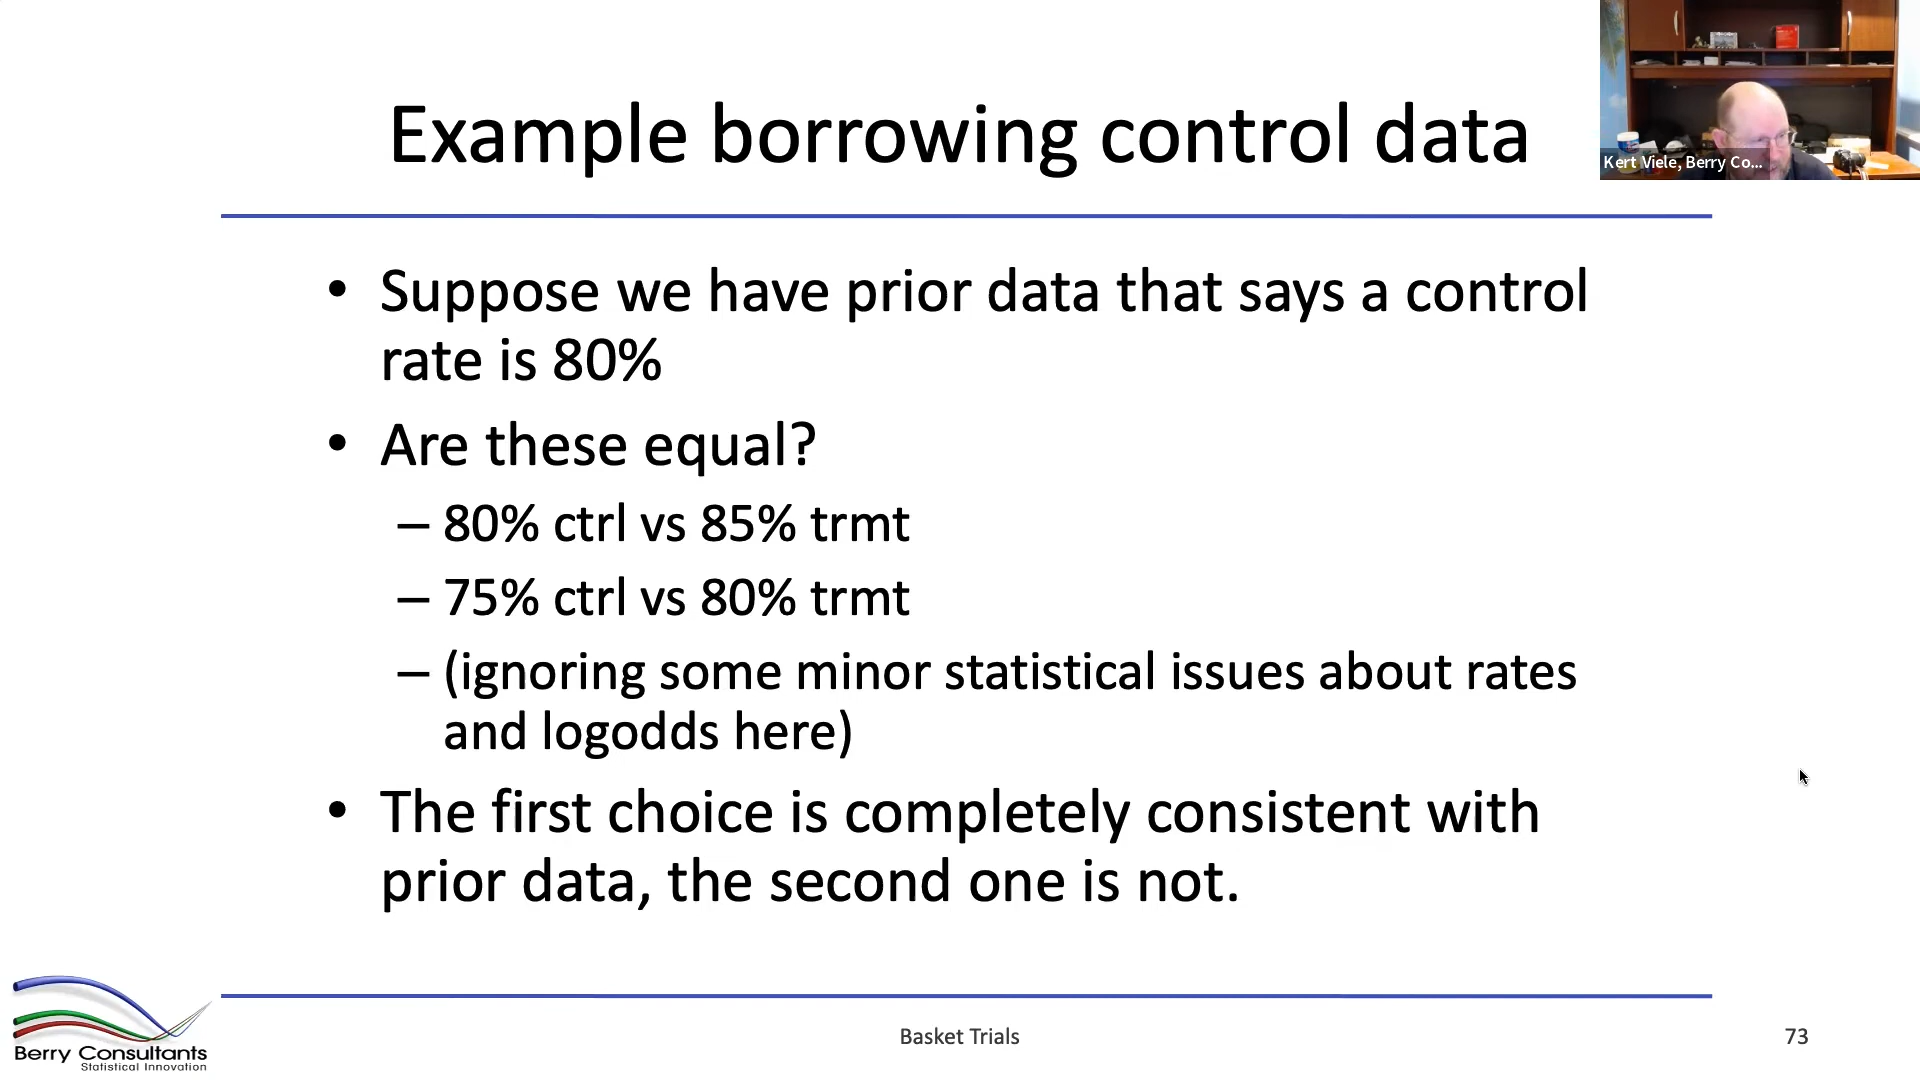 Example borrowing control data
Kert Viele, Berry Co...
• Suppose we have prior data that says a control
rate is 80%
• Are these equal?
– 80% ctrl vs 85% trmt
– 75% ctrl vs 80% trmt
– (ignoring some minor statistical issues about rates
and logodds here)
• The first choice is completely consistent with
prior data, the second one is not.
Berry Consultants
Statistical Innovation
Basket Trials
73